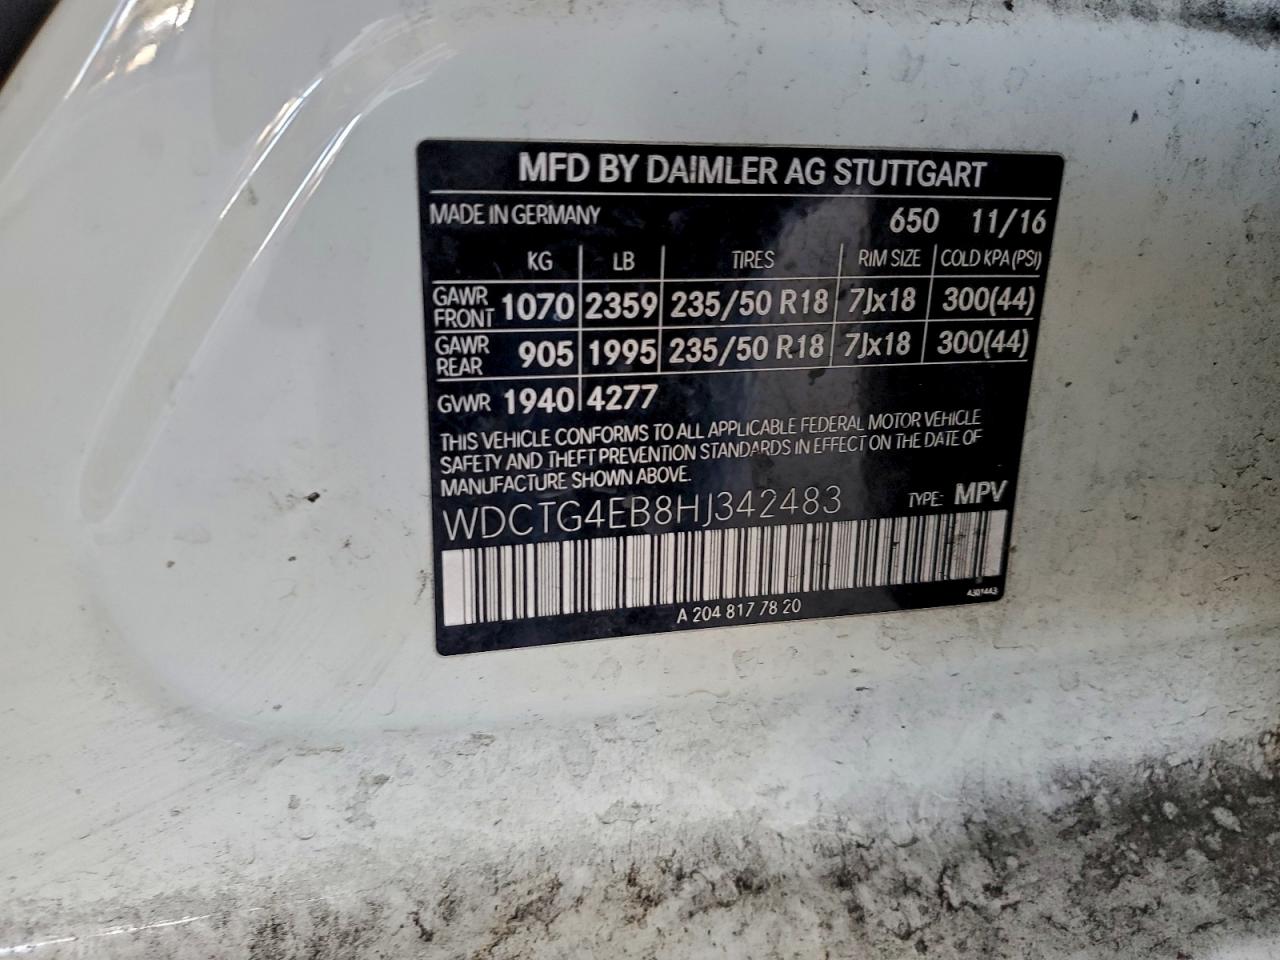 MFD BY DAIMLER AG STUTTGART
MADE IN GERMANY 650 11/16
KG LB TIRES RIM SIZE COLD KPA (PSI)
GAWR FRONT 1070 2359 235/50 R18 7Jx18 300(44)
GAWR REAR 905 1995 235/50 R18 7Jx18 300(44)
GVWR 1940 4277
THIS VEHICLE CONFORMS TO ALL APPLICABLE FEDERAL MOTOR VEHICLE
SAFETY AND THEFT PREVENTION STANDARDS IN EFFECT ON THE DATE OF
MANUFACTURE SHOWN ABOVE.
WDCTG4EB8HJ342483 TYPE: MPV
A 204 817 78 20